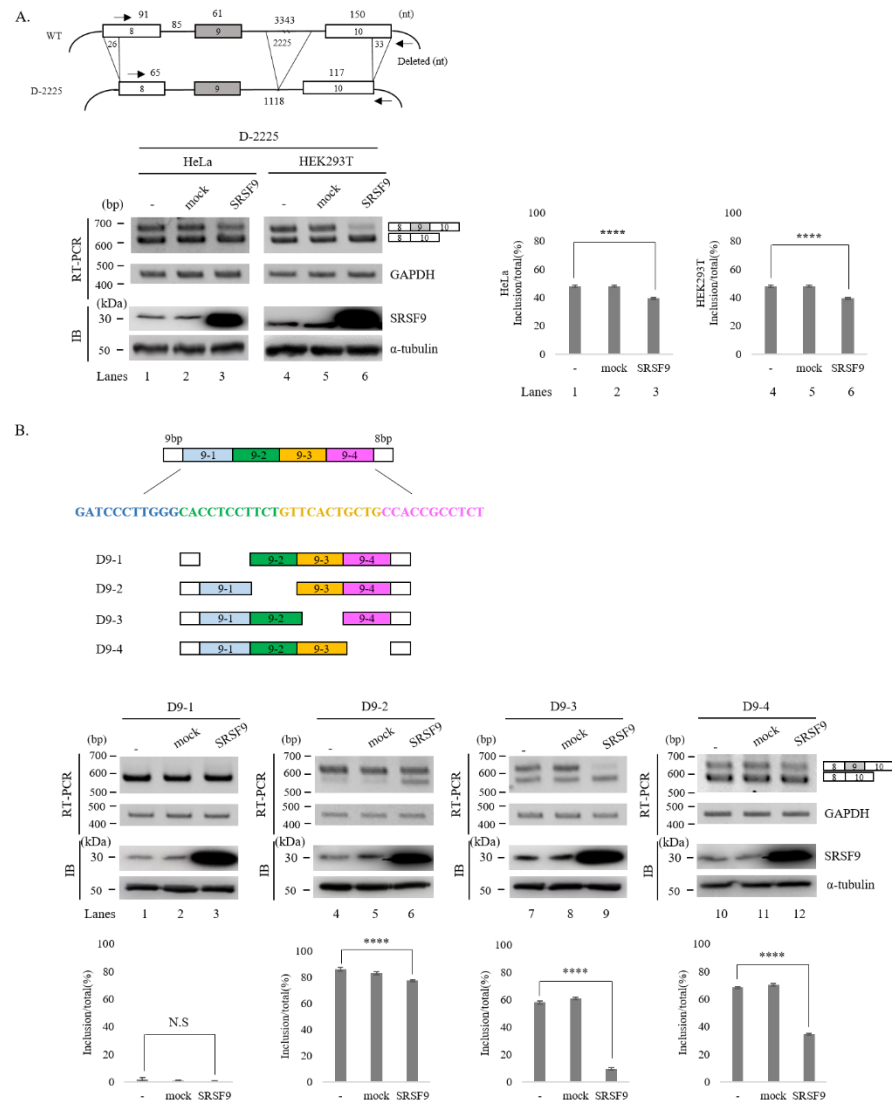 A.
91 61 3343 150 (nt)
85
WT 8 9 10
26 2225 33
Deleted (nt)
65 117
D-2225 8 9 10
1118
D-2225
HeLa HEK293T
(bp) - mock SRSF9 - mock SRSF9
RT-PCR
700
600
500
400
8 9 10
8 10
GAPDH
(kDa)
IB
30 SRSF9
50 α-tubulin
Lanes 1 2 3 4 5 6
HeLa
Inclusion/total(%)
100
80
60
40
20
0
****
- mock SRSF9
Lanes 1 2 3
HEK293T
Inclusion/total(%)
100
80
60
40
20
0
****
- mock SRSF9
4 5 6
B.
9bp 8bp
9-1 9-2 9-3 9-4
GATCCCTTGGGCACCTCCTTCTGTTCACTGCTGCCACCGCCTCT
D9-1 9-2 9-3 9-4
D9-2 9-1 9-3 9-4
D9-3 9-1 9-2 9-4
D9-4 9-1 9-2 9-3
D9-1 D9-2 D9-3 D9-4
(bp) - mock SRSF9 (bp) - mock SRSF9 (bp) - mock SRSF9 (bp) - mock SRSF9
RT-PCR RT-PCR RT-PCR RT-PCR
700 700 700 700
600 600 600 600
500 500 500 500
400 400 400 400
8 9 10
8 10
GAPDH
(kDa) (kDa) (kDa) (kDa)
IB IB IB IB
30 30 30 30 SRSF9
50 50 50 50 α-tubulin
Lanes 1 2 3 4 5 6 7 8 9 10 11 12
Inclusion/total(%)
100
80
60
40
20
0
N.S
- mock SRSF9
Inclusion/total(%)
100
80
60
40
20
0
****
- mock SRSF9
Inclusion/total(%)
100
80
60
40
20
0
****
- mock SRSF9
Inclusion/total(%)
100
80
60
40
20
0
****
- mock SRSF9